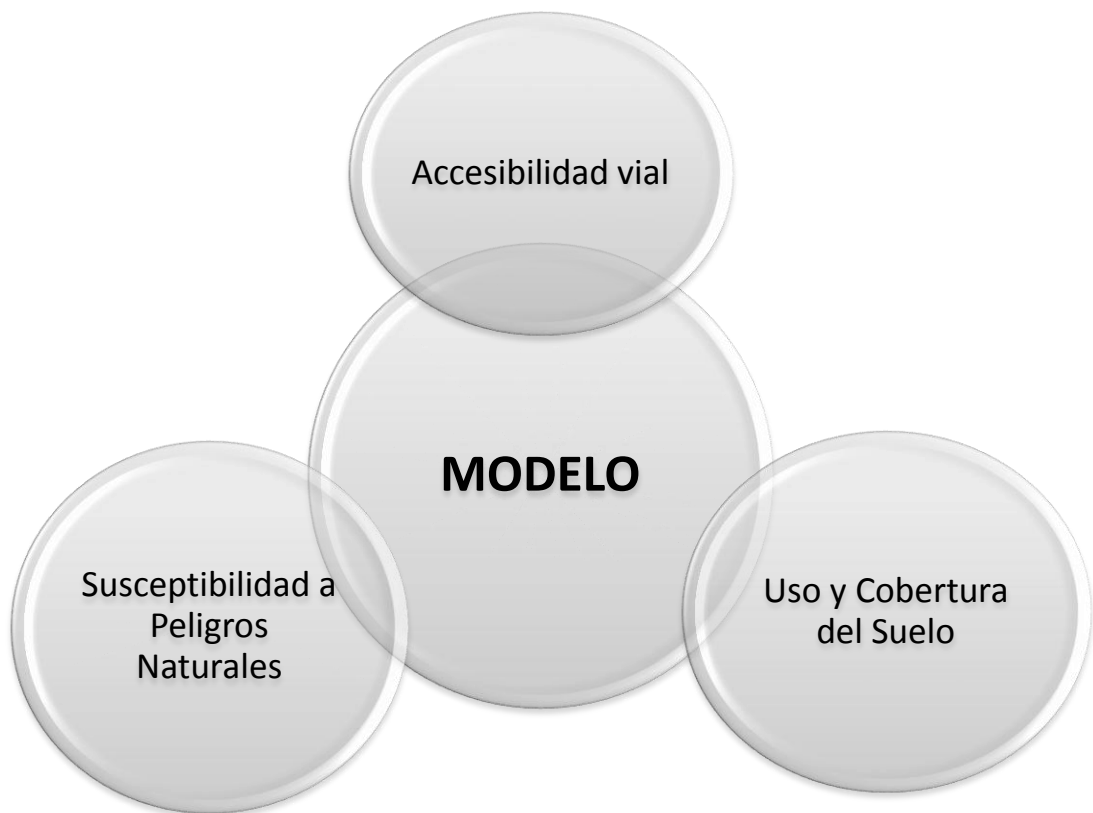 Accesibilidad vial
MODELO
Susceptibilidad a
Peligros
Naturales
Uso y Cobertura
del Suelo